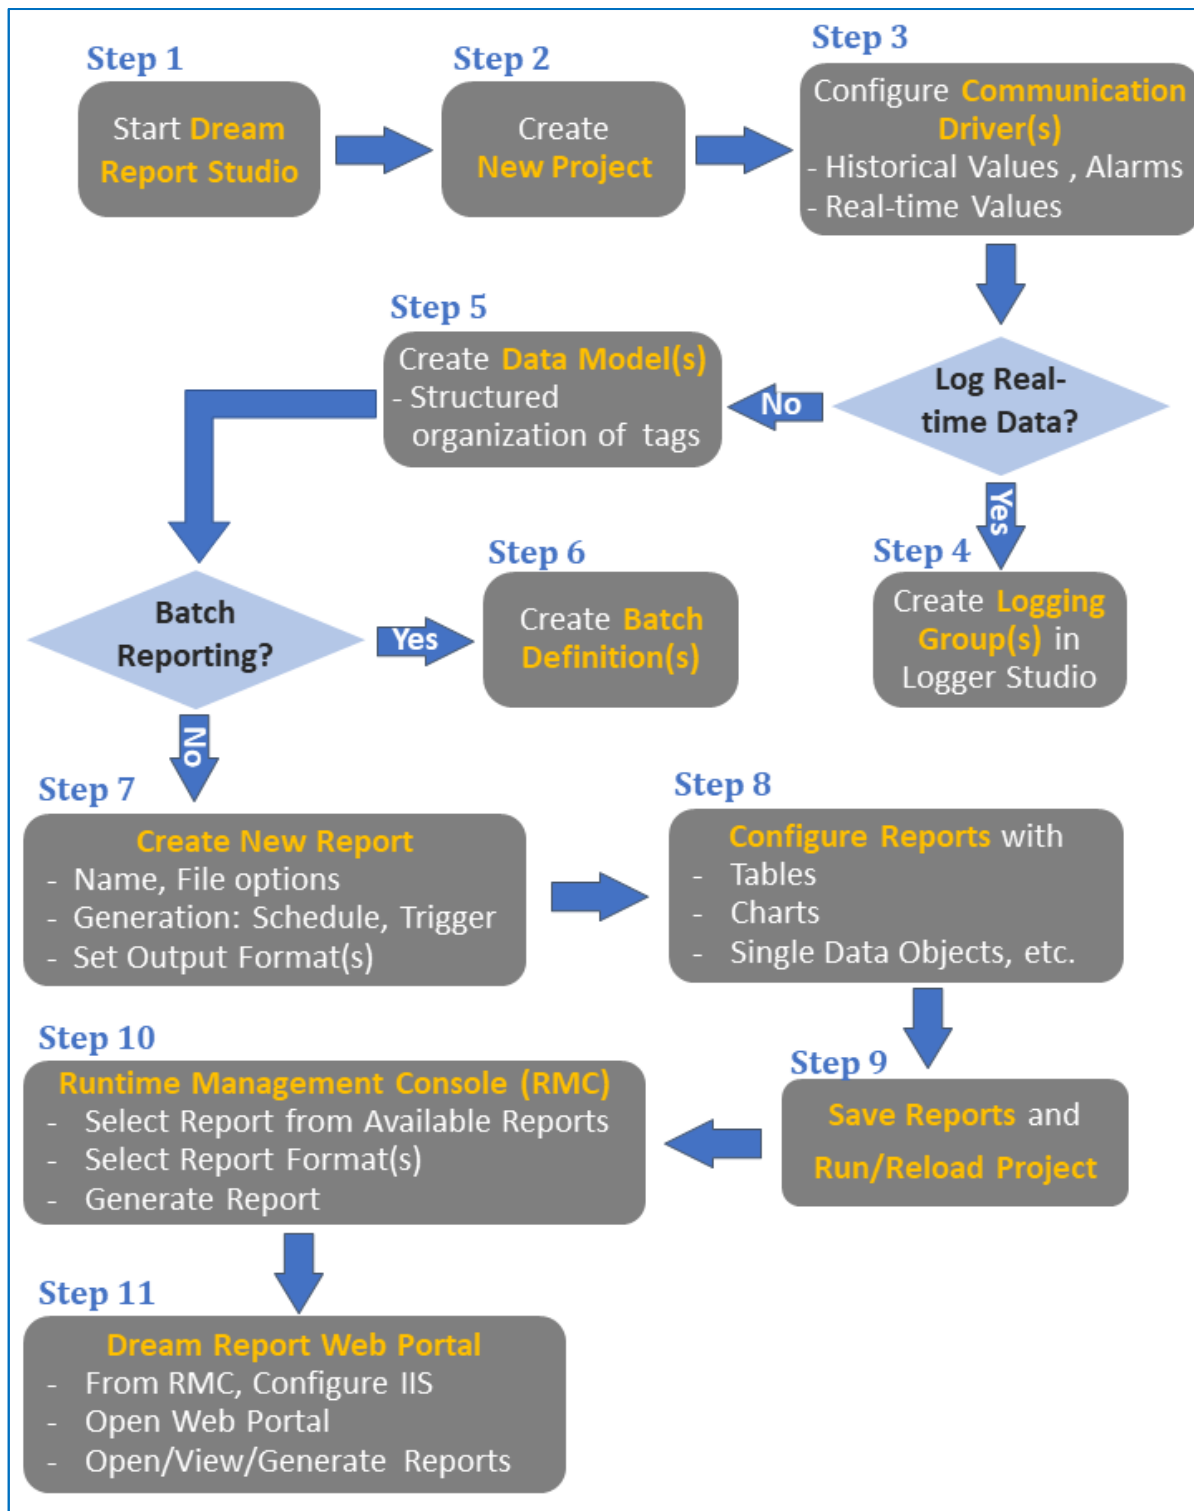 Step 1
Start Dream
Report Studio
Step 2
Create
New Project
Step 3
Configure Communication
Driver(s)
- Historical Values , Alarms
- Real-time Values
Log Real-
time Data?
No
Yes
Step 4
Create Logging
Group(s) in
Logger Studio
Step 5
Create Data Model(s)
- Structured
organization of tags
Batch
Reporting?
Yes
No
Step 6
Create Batch
Definition(s)
Step 7
Create New Report
- Name, File options
- Generation: Schedule, Trigger
- Set Output Format(s)
Step 8
Configure Reports with
- Tables
- Charts
- Single Data Objects, etc.
Step 9
Save Reports and
Run/Reload Project
Step 10
Runtime Management Console (RMC)
- Select Report from Available Reports
- Select Report Format(s)
- Generate Report
Step 11
Dream Report Web Portal
- From RMC, Configure IIS
- Open Web Portal
- Open/View/Generate Reports